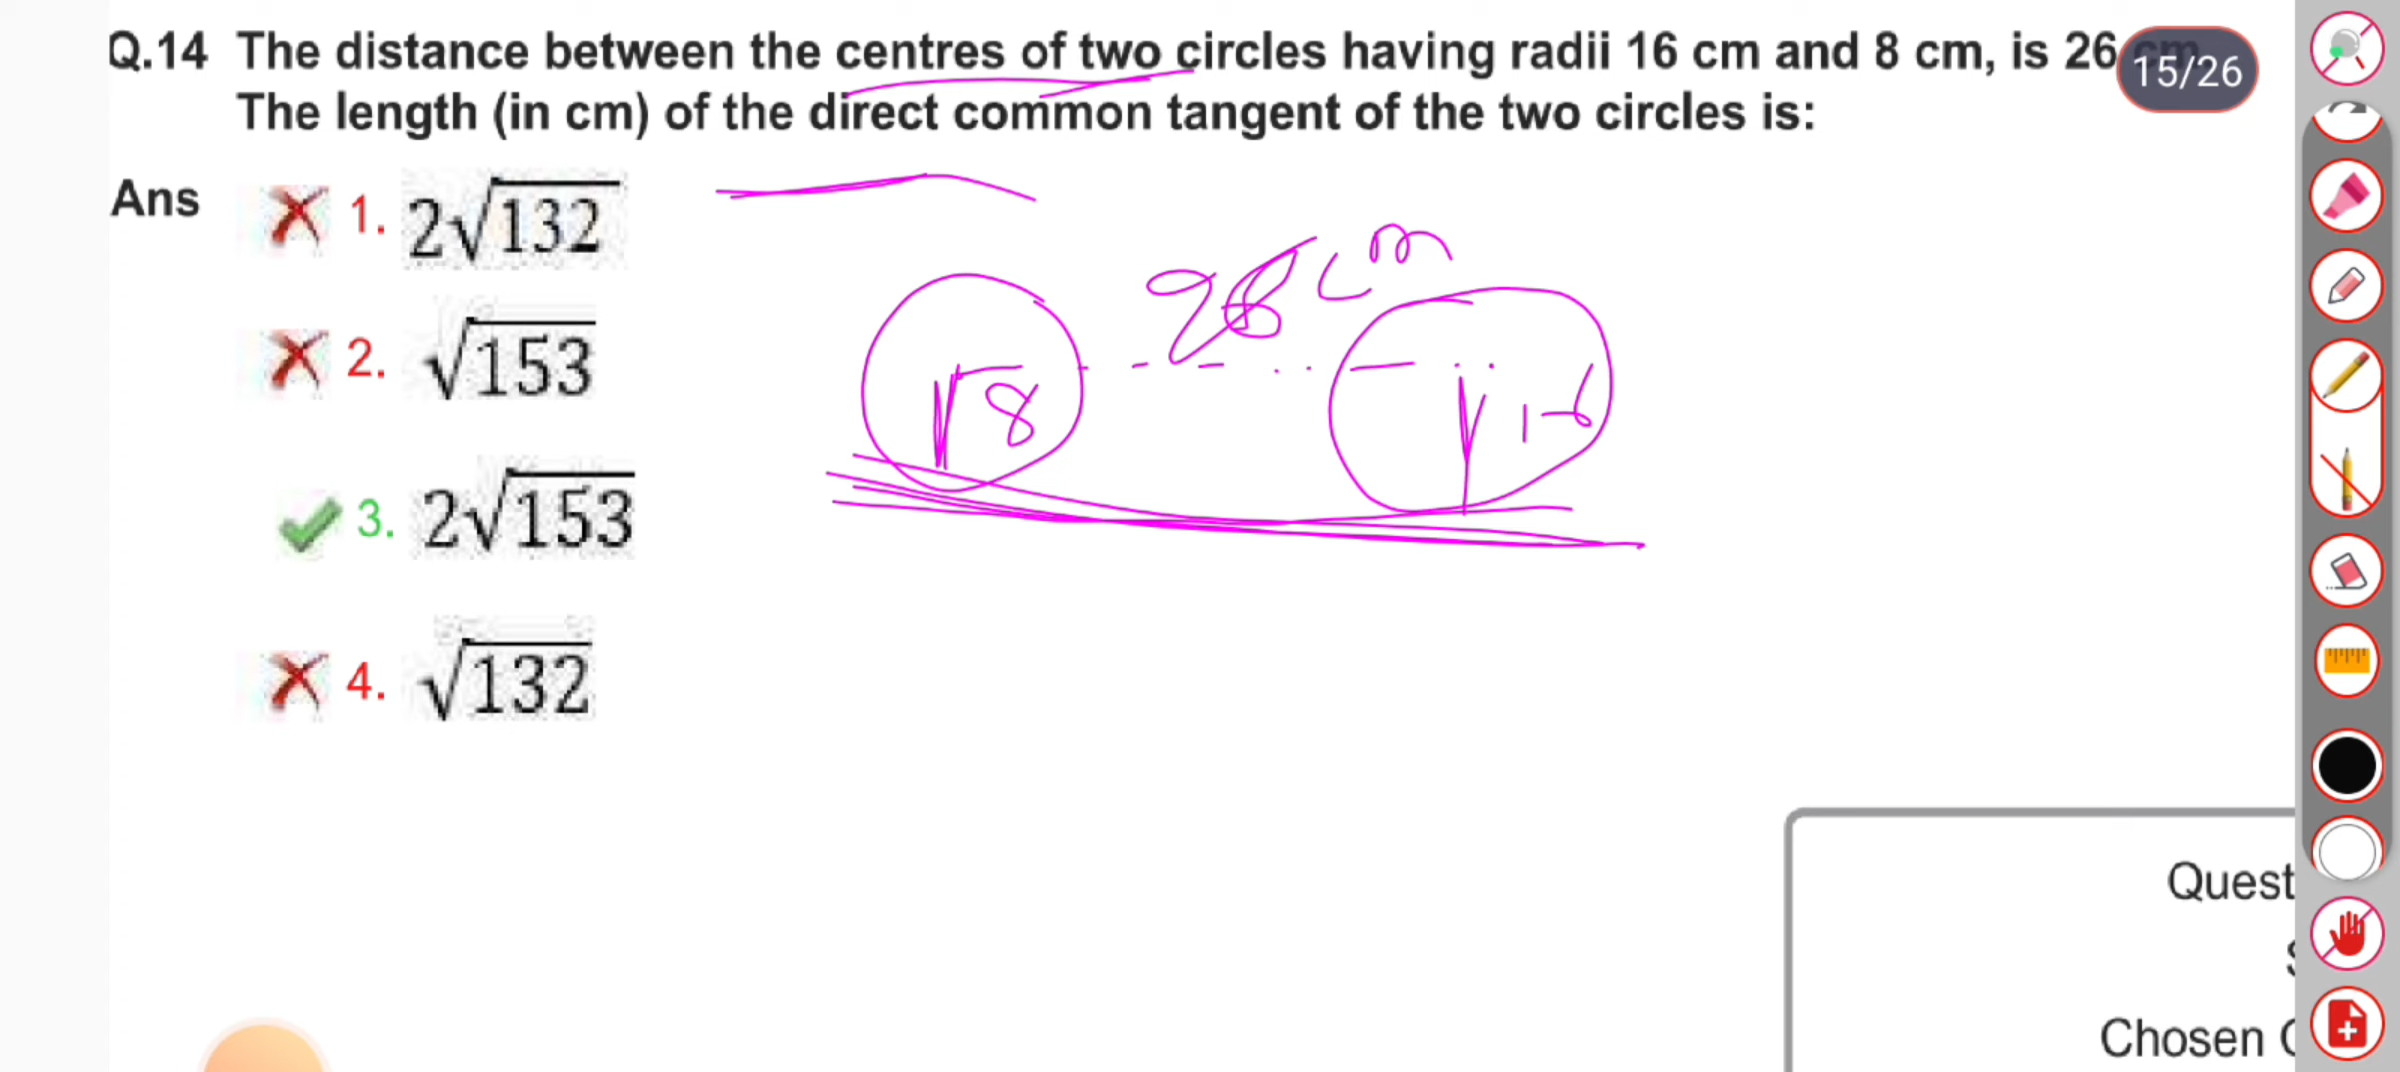 Q.14 The distance between the centres of two circles having radii 16 cm and 8 cm, is 26
15/26
The length (in cm) of the direct common tangent of the two circles is:
Ans
1. 2√132
2. √153
3. 2√153
4. √132
cm
8
16
Quest
Chosen